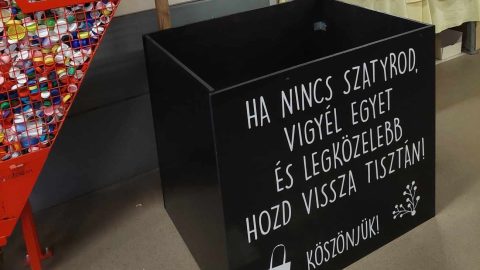 HA NINCS SZATYROD,
VIGYÉL EGYET
ÉS LEGKÖZELEBB
HOZD VISSZA TISZTÁN!
KÖSZÖNJÜK!